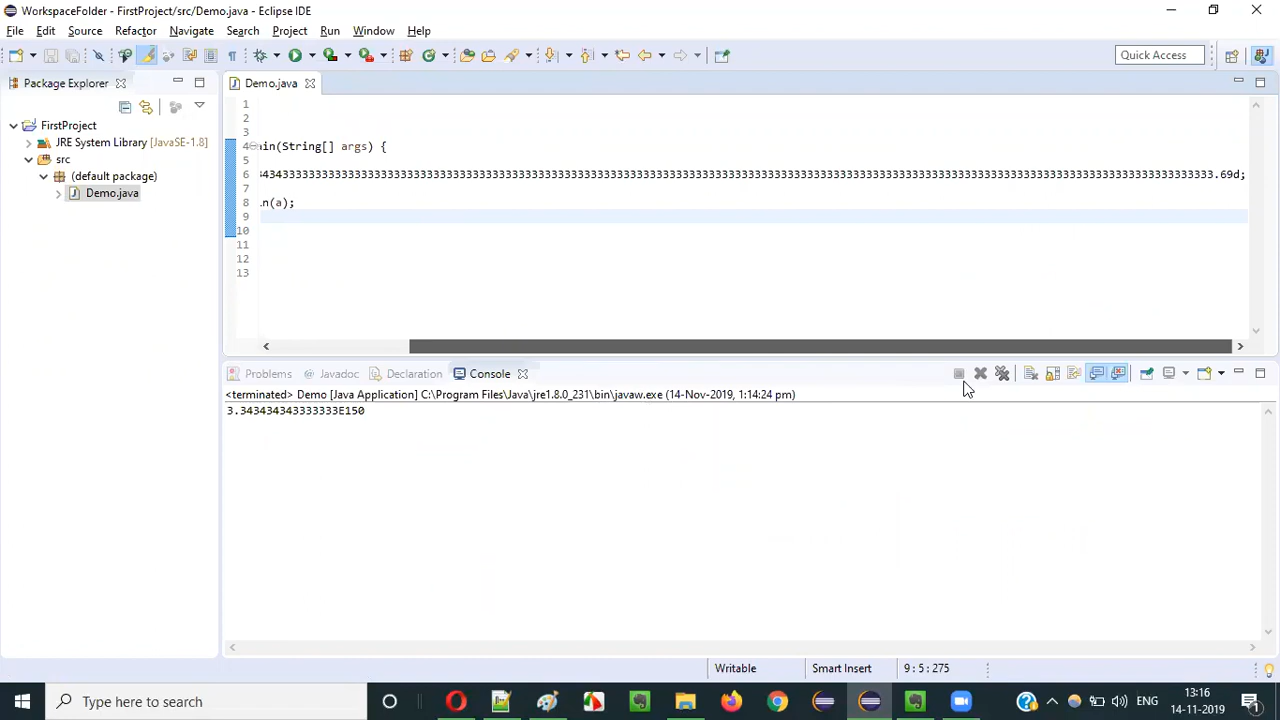 WorkspaceFolder - FirstProject/src/Demo.java - Eclipse IDE
File Edit Source Refactor Navigate Search Project Run Window Help
Quick Access
Package Explorer
Demo.java
FirstProject
JRE System Library [JavaSE-1.8]
src
(default package)
Demo.java
1
2
3
4 in(String[] args) {
5
6
.69d;
7
8 n(a);
9
10
11
12
13
Problems Javadoc Declaration Console
<terminated> Demo [Java Application] C:\Program Files\Java\jre1.8.0_231\bin\javaw.exe (14-Nov-2019, 1:14:24 pm)
3.343434343333333E150
Writable Smart Insert 9 : 5 : 275
Type here to search
ENG
13:16
14-11-2019
1